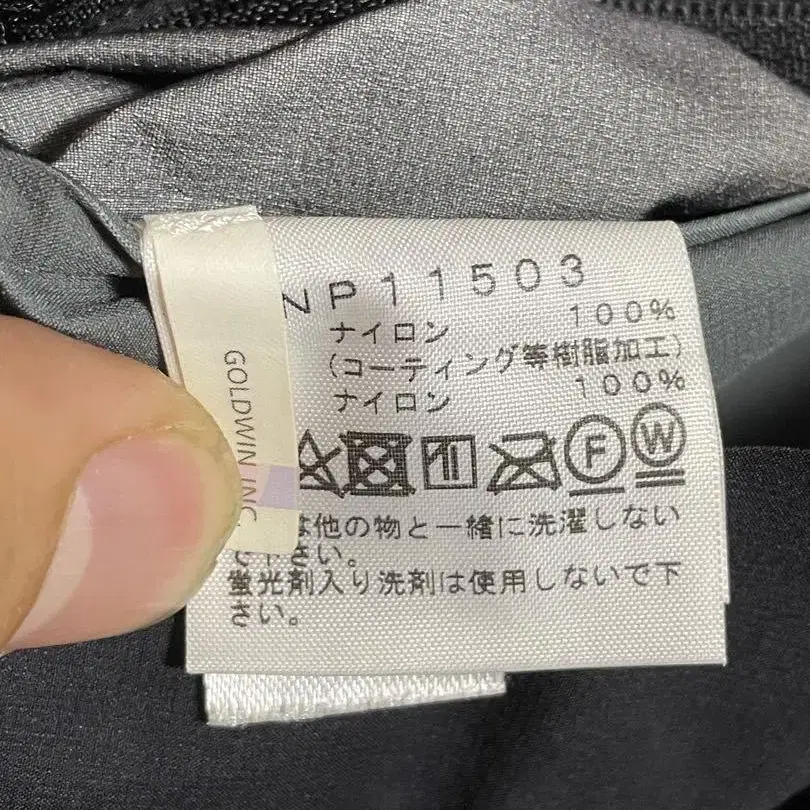 NP11503
ナイロン 100%
(コーティング等樹脂加工)
ナイロン 100%
F W
は他の物と一緒に洗濯しない
さい。
蛍光剤入り洗剤は使用しないで下
さい。
GOLDWIN INC.